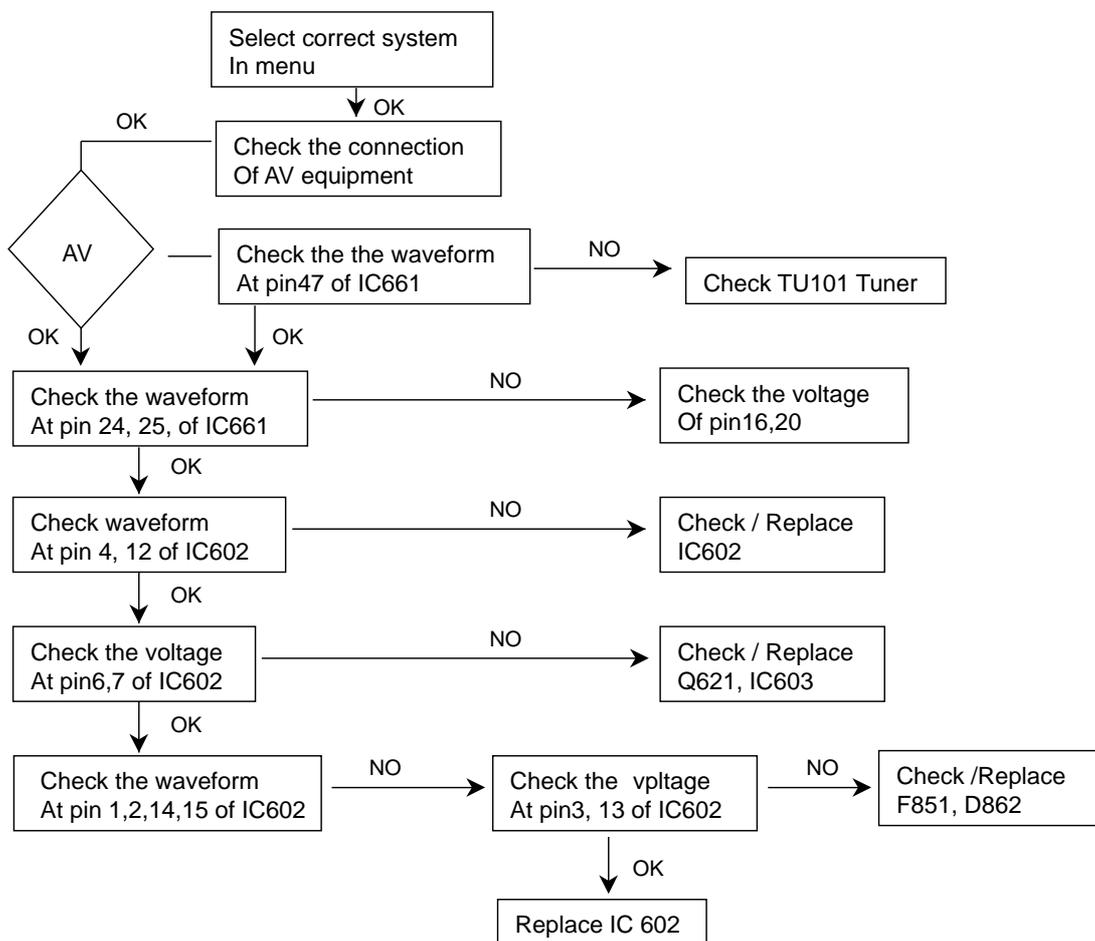 Select correct system
In menu
OK
OK
Check the connection
Of AV equipment
AV
Check the the waveform
At pin47 of IC661
NO
Check TU101 Tuner
OK
OK
Check the waveform
At pin 24, 25, of IC661
NO
Check the voltage
Of pin16,20
OK
Check waveform
At pin 4, 12 of IC602
NO
Check / Replace
IC602
OK
Check the voltage
At pin6,7 of IC602
NO
Check / Replace
Q621, IC603
OK
Check the waveform
At pin 1,2,14,15 of IC602
NO
Check the  vpltage
At pin3, 13 of IC602
NO
Check /Replace
F851, D862
OK
Replace IC 602